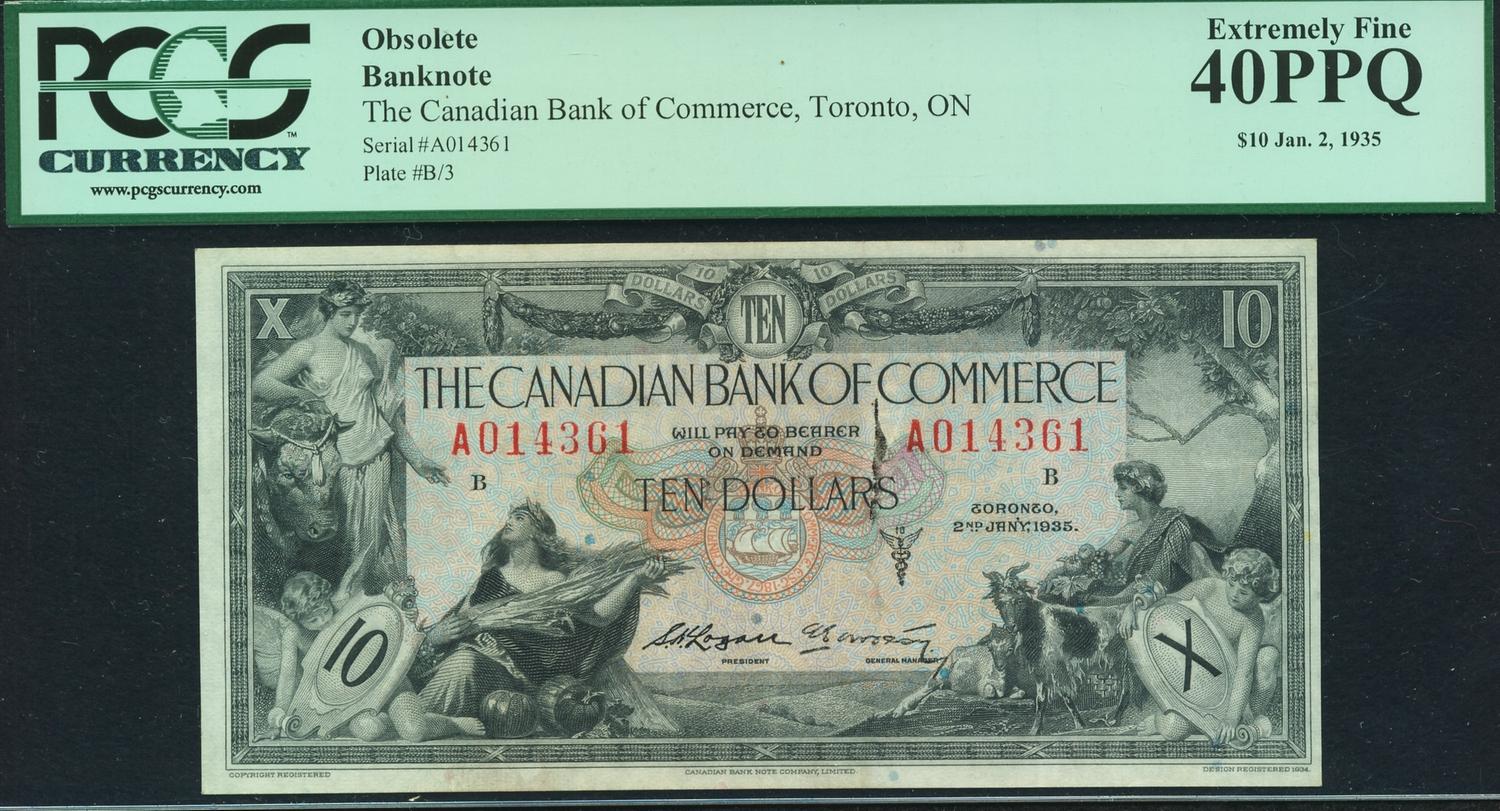 PCGS™
CURRENCY
www.pcgscurrency.com
Obsolete
Banknote
The Canadian Bank of Commerce, Toronto, ON
Serial #A014361
Plate #B/3
Extremely Fine
40PPQ
$10 Jan. 2, 1935
DOLLARS 10 10 DOLLARS
X TEN 10
THE CANADIAN BANK OF COMMERCE
A014361 WILL PAY TO BEARER A014361
ON DEMAND
B TEN DOLLARS B
TORONTO,
2ND JAN'Y, 1935.
10
10 X
S.H. Logan
PRESIDENT GENERAL MANAGER
COPYRIGHT REGISTERED CANADIAN BANK NOTE COMPANY, LIMITED. DESIGN REGISTERED 1934.